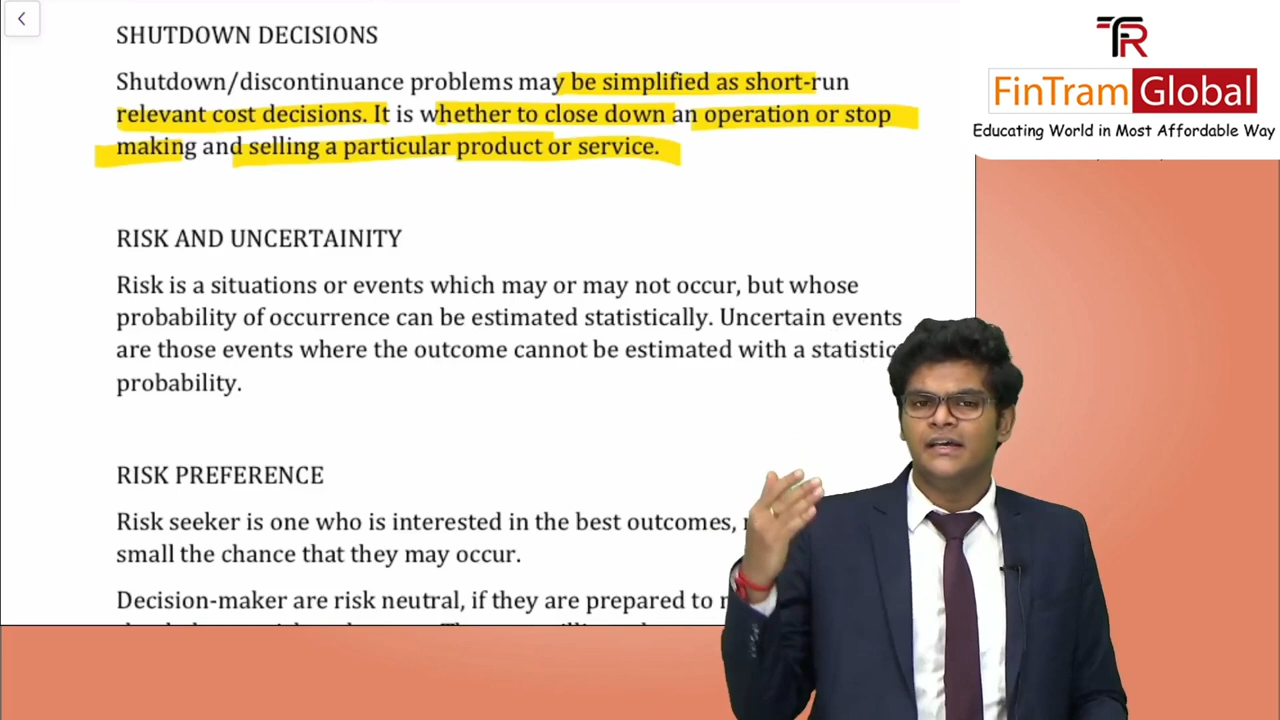 SHUTDOWN DECISIONS
Shutdown/discontinuance problems may be simplified as short-run
relevant cost decisions. It is whether to close down an operation or stop
making and selling a particular product or service.
RISK AND UNCERTAINITY
Risk is a situations or events which may or may not occur, but whose
probability of occurrence can be estimated statistically. Uncertain events
are those events where the outcome cannot be estimated with a
probability.
RISK PREFERENCE
Risk seeker is one who is interested in the best outcomes,
small the chance that they may occur.
Decision-maker are risk neutral, if they are prepared to
TR
FinTram Global
Educating World in Most Affordable Way